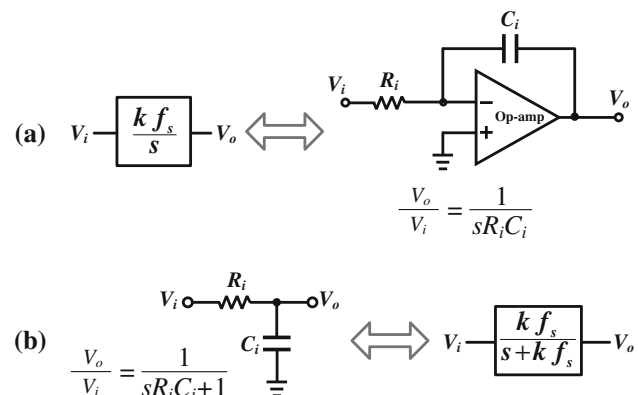 (a)
V_i
k f_s
s
V_o
V_i
R_i
C_i
−
+
Op-amp
V_o
V_o
V_i
=
1
sR_iC_i
(b)
V_i
R_i
V_o
C_i
V_o
V_i
=
1
sR_iC_i+1
V_i
k f_s
s+k f_s
V_o